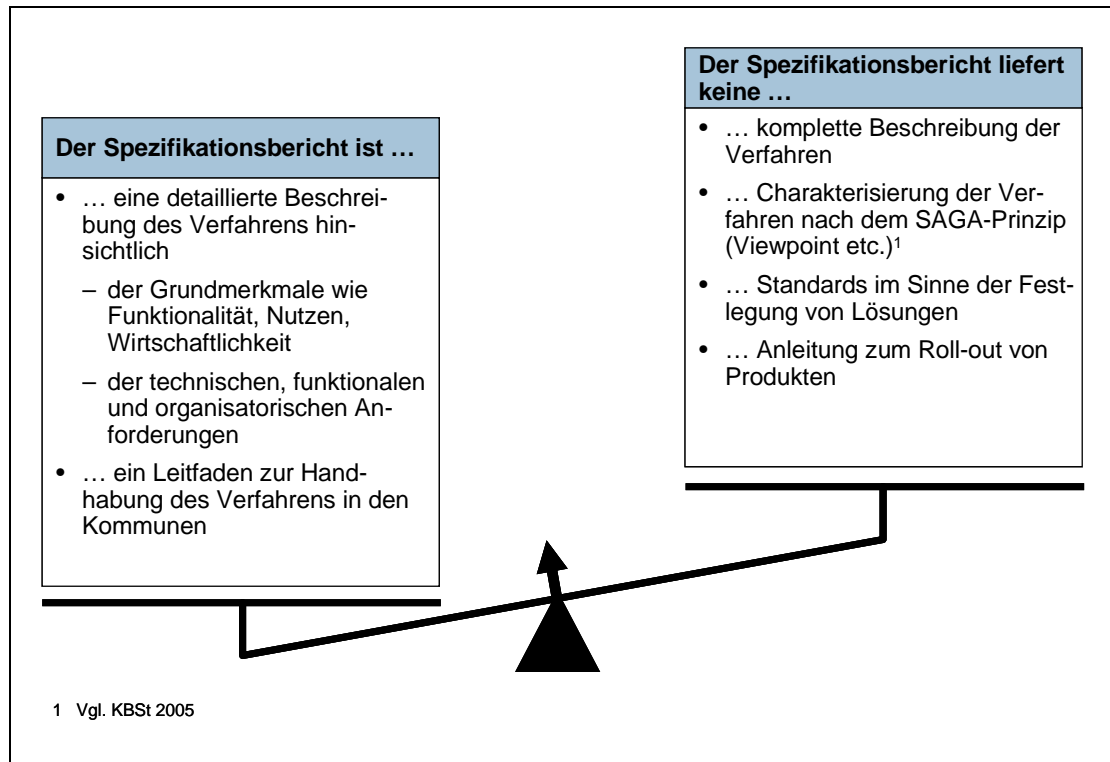 Der Spezifikationsbericht ist …
• … eine detaillierte Beschrei-
bung des Verfahrens hin-
sichtlich
– der Grundmerkmale wie
Funktionalität, Nutzen,
Wirtschaftlichkeit
– der technischen, funktionalen
und organisatorischen An-
forderungen
• … ein Leitfaden zur Hand-
habung des Verfahrens in den
Kommunen
Der Spezifikationsbericht liefert
keine …
• … komplette Beschreibung der
Verfahren
• … Charakterisierung der Ver-
fahren nach dem SAGA-Prinzip
(Viewpoint etc.)¹
• … Standards im Sinne der Fest-
legung von Lösungen
• … Anleitung zum Roll-out von
Produkten
1 Vgl. KBSt 2005